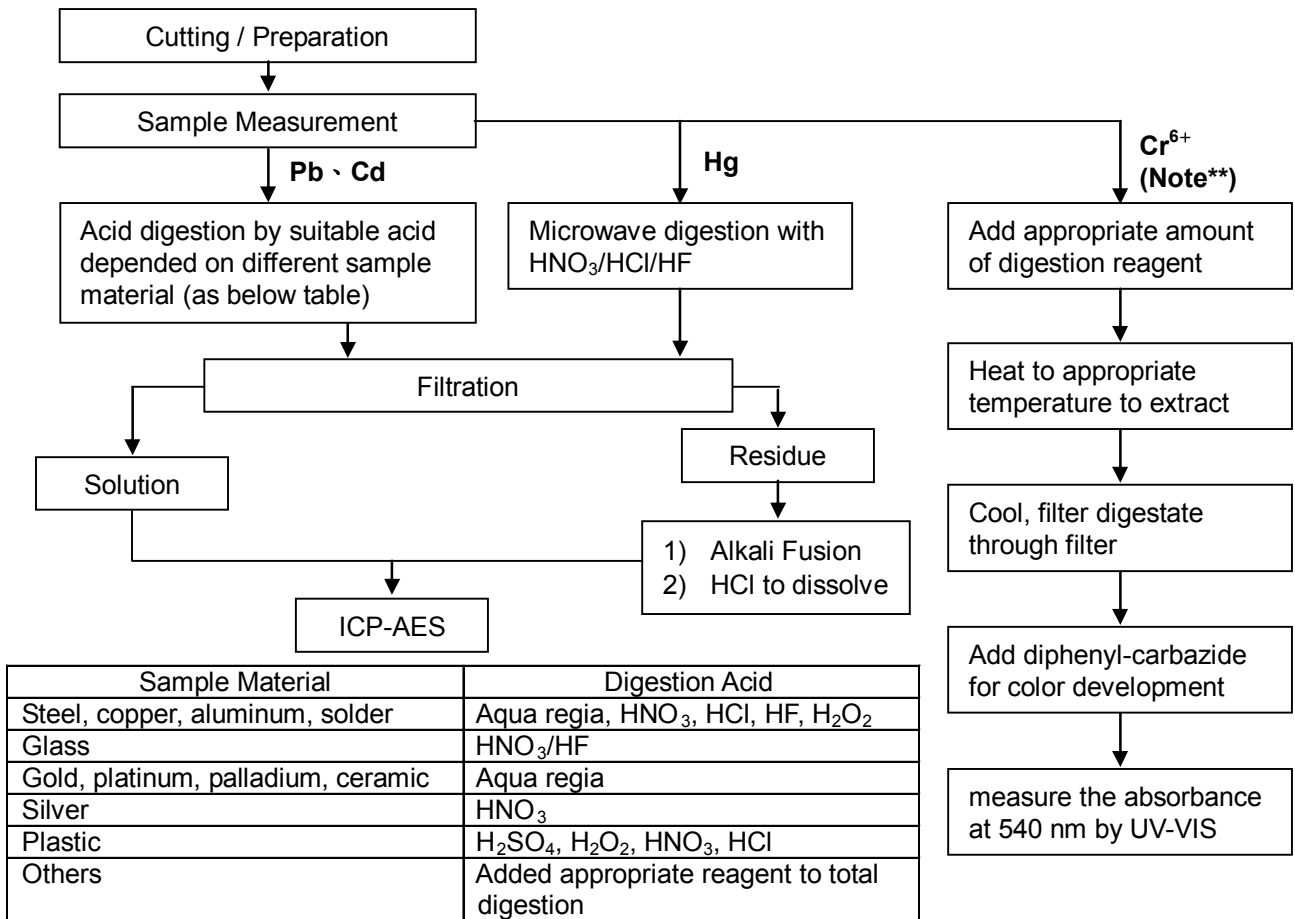 Cutting / Preparation
Sample Measurement
Pb、Cd
Hg
Cr⁶⁺
(Note**)
Acid digestion by suitable acid
depended on different sample
material (as below table)
Microwave digestion with
HNO₃/HCl/HF
Add appropriate amount
of digestion reagent
Filtration
Heat to appropriate
temperature to extract
Solution
Residue
1) Alkali Fusion
2) HCl to dissolve
Cool, filter digestate
through filter
ICP-AES
Add diphenyl-carbazide
for color development
measure the absorbance
at 540 nm by UV-VIS
Sample Material Digestion Acid
Steel, copper, aluminum, solder Aqua regia, HNO₃, HCl, HF, H₂O₂
Glass HNO₃/HF
Gold, platinum, palladium, ceramic Aqua regia
Silver HNO₃
Plastic H₂SO₄, H₂O₂, HNO₃, HCl
Others Added appropriate reagent to total
digestion